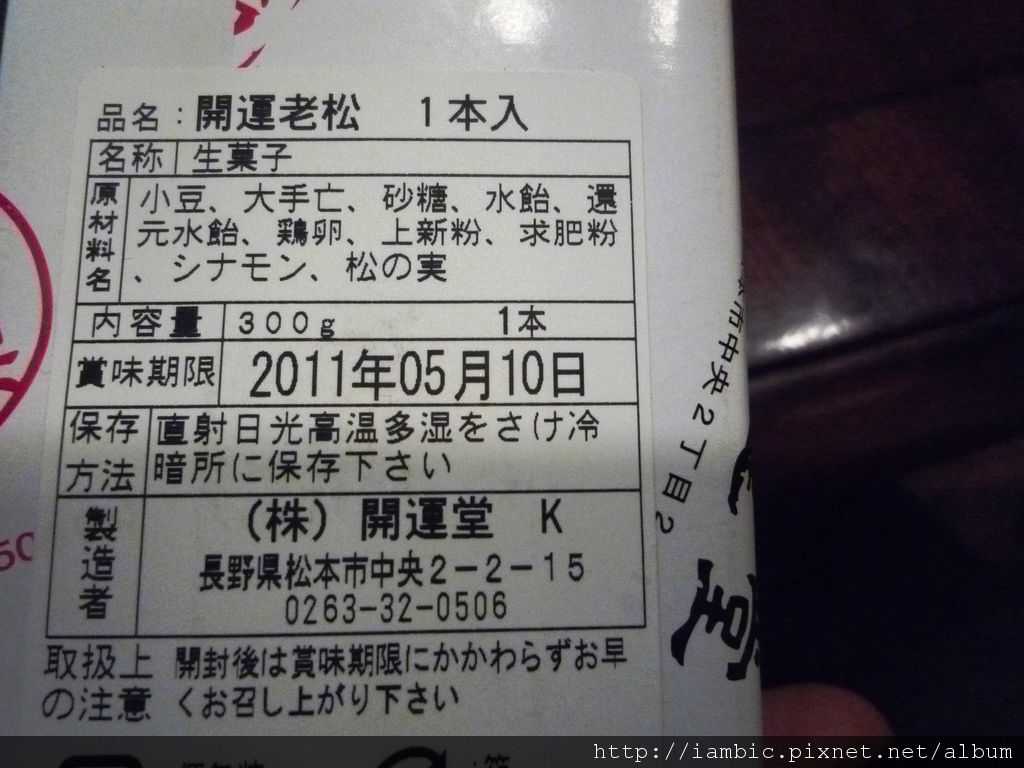 品名：開運老松　１本入
名称 生菓子
原材料名 小豆、大手亡、砂糖、水飴、還
元水飴、鶏卵、上新粉、求肥粉
、シナモン、松の実
内容量 ３００ｇ 1本
賞味期限 2011年05月10日
保存方法 直射日光高温多湿をさけ冷
暗所に保存下さい
製造者 （株）開運堂　K
長野県松本市中央２－２－１５
0263-32-0506
取扱上の注意 開封後は賞味期限にかかわらずお早
くお召し上がり下さい
市中央２丁目２
堂
50
http://iambic.pixnet.net/album